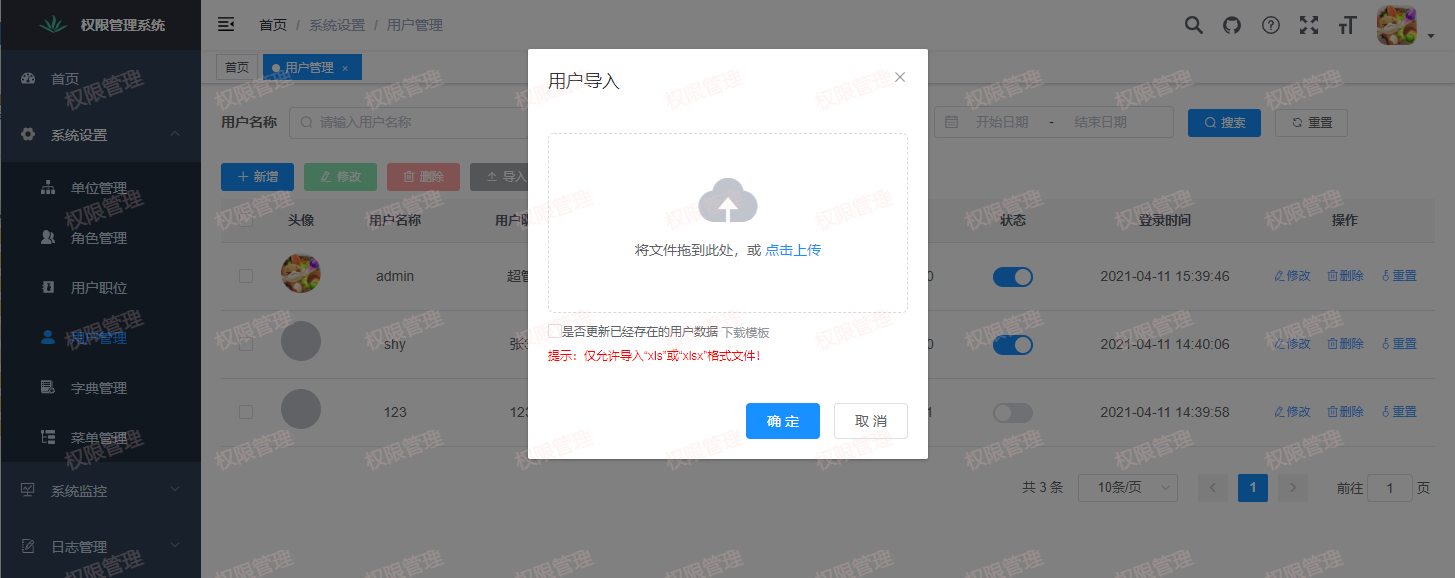 权限管理系统
首页 / 系统设置 / 用户管理
首页
用户管理 ×
首页
系统设置
单位管理
角色管理
用户职位
用户管理
字典管理
菜单管理
系统监控
日志管理
用户名称 请输入用户名称
开始日期 - 结束日期
搜索 重置
新增 修改 删除 导入
头像 用户名称 用户 状态 登录时间 操作
admin 超 0 2021-04-11 15:39:46 修改 删除 重置
shy 张 0 2021-04-11 14:40:06 修改 删除 重置
123 12 1 2021-04-11 14:39:58 修改 删除 重置
共 3 条 10条/页 1 前往 1 页
用户导入
将文件拖到此处，或 点击上传
是否更新已经存在的用户数据 下载模板
提示：仅允许导入“xls”或“xlsx”格式文件！
确 定 取 消
权限管理